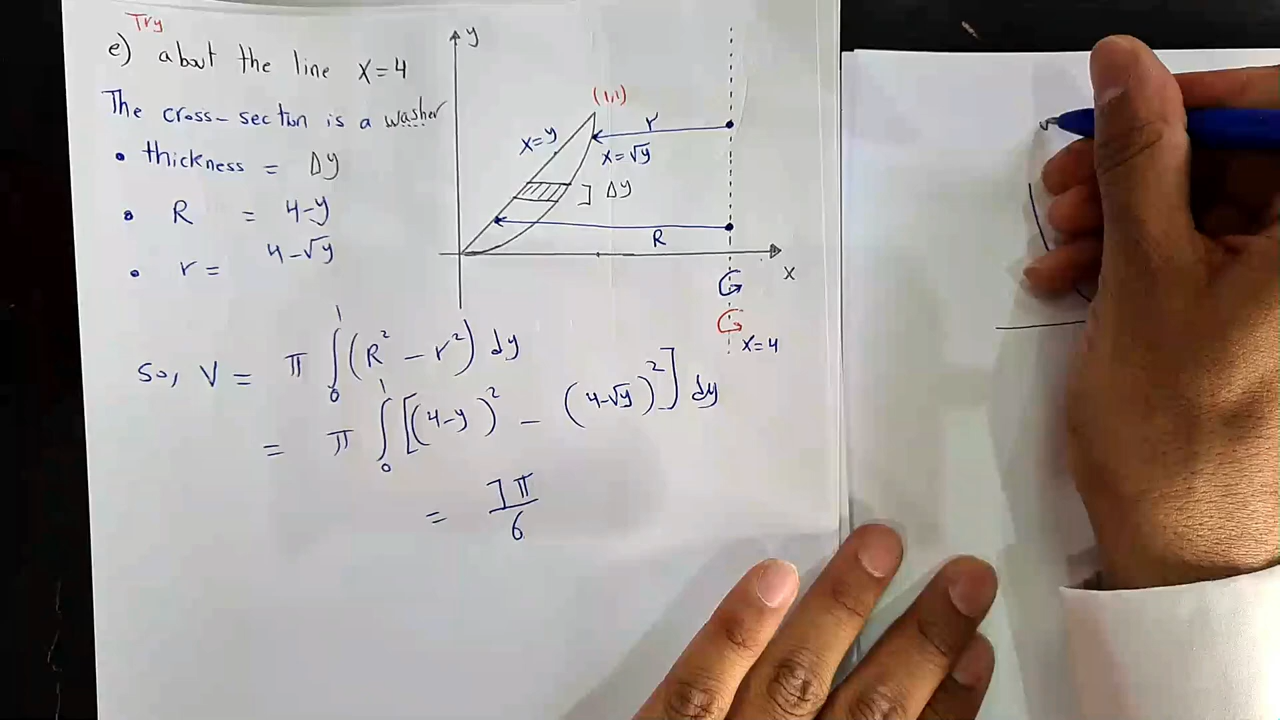 Try
e) about the line x=4
The cross-section is a washer
• thickness = Δy
• R = 4-y
• r = 4-√y
So, V = π ∫₀¹ (R² - r²) dy
= π ∫₀¹ [(4-y)² - (4-√y)²] dy
= 7π/6
y
(1,1)
r
x=y
x=√y
] Δy
R
x
x=4